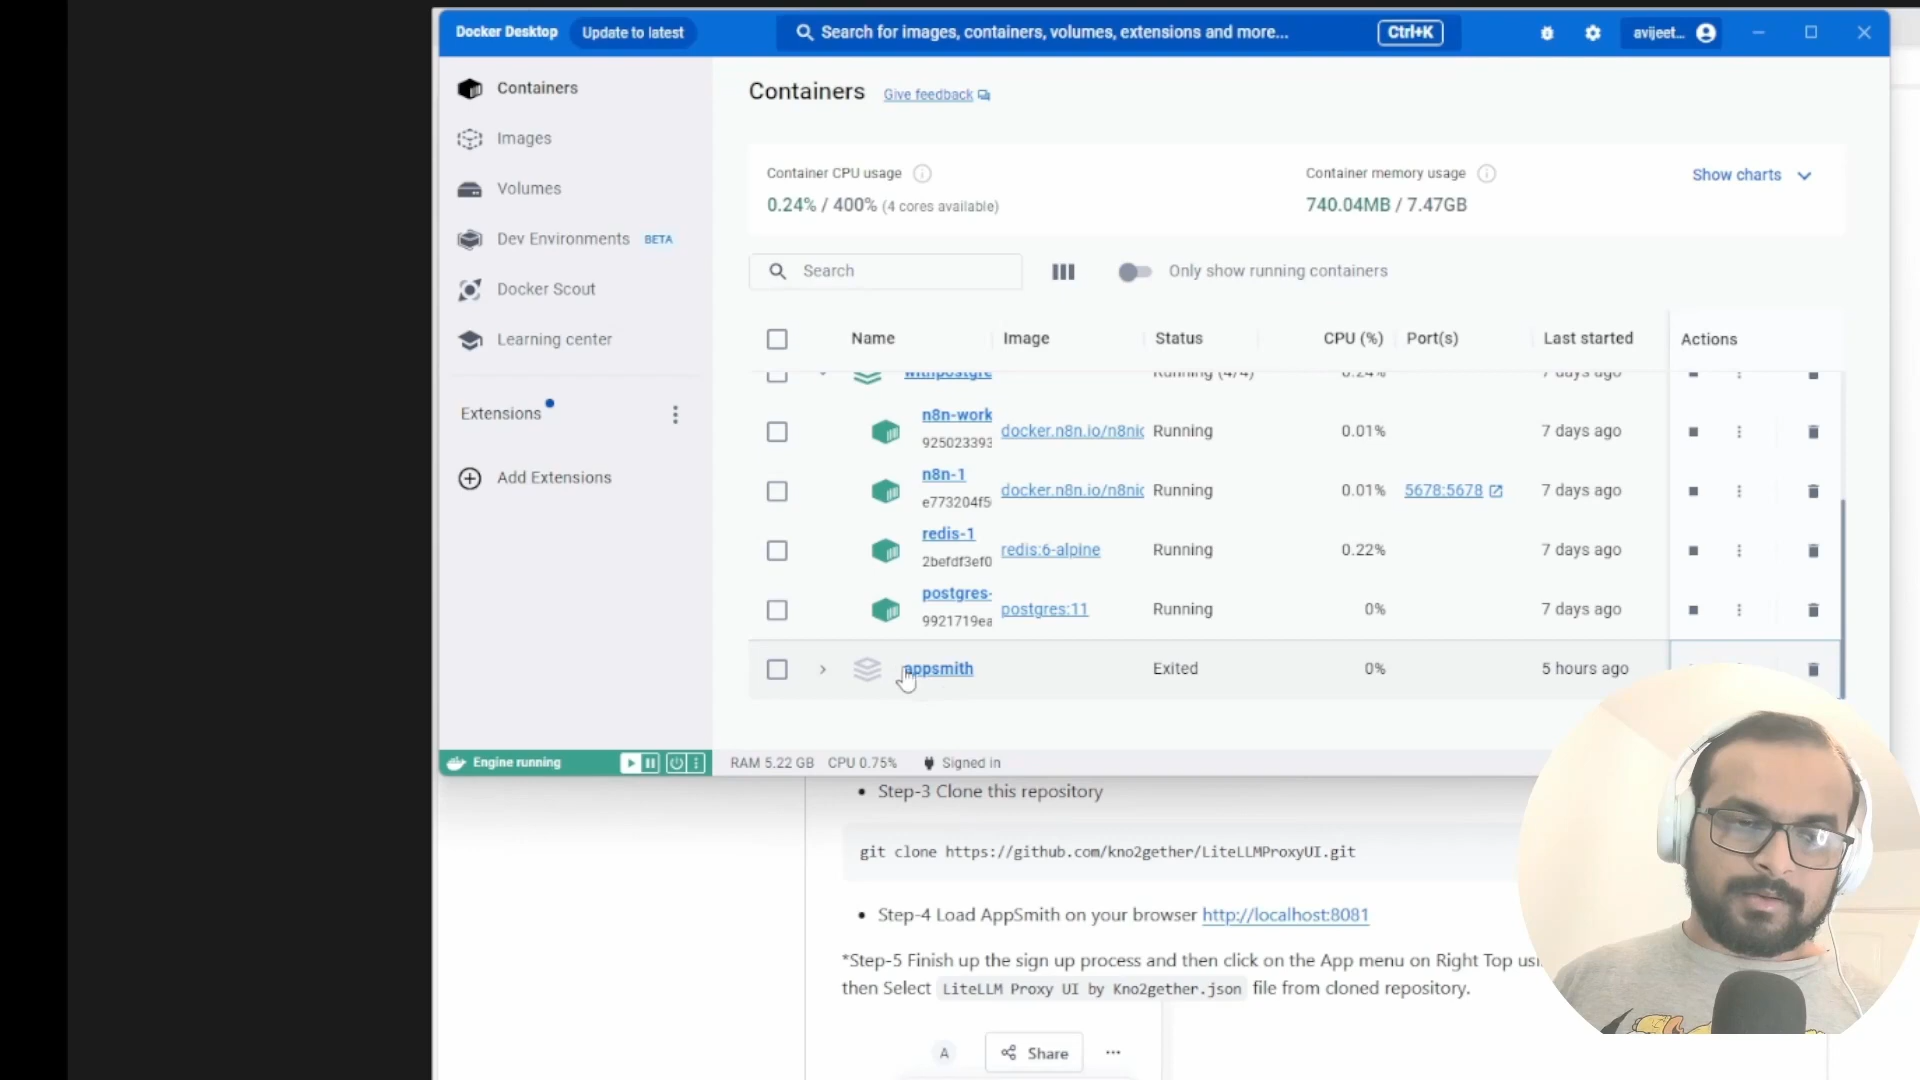 Docker Desktop Update to latest Search for images, containers, volumes, extensions and more... Ctrl+K avijeet...
Containers
Images
Volumes
Dev Environments BETA
Docker Scout
Learning center
Extensions
Add Extensions
Containers Give feedback
Container CPU usage
0.24% / 400% (4 cores available)
Container memory usage
740.04MB / 7.47GB
Show charts
Search
Only show running containers
Name Image Status CPU (%) Port(s) Last started Actions
withpostgre Running (4/4) 0.24% 7 days ago
n8n-work
925023393 docker.n8n.io/n8nic Running 0.01% 7 days ago
n8n-1
e773204f5 docker.n8n.io/n8nic Running 0.01% 5678:5678 7 days ago
redis-1
2befdf3ef0 redis:6-alpine Running 0.22% 7 days ago
postgres-
9921719ea postgres:11 Running 0% 7 days ago
appsmith Exited 0% 5 hours ago
Engine running RAM 5.22 GB CPU 0.75% Signed in
• Step-3 Clone this repository
git clone https://github.com/kno2gether/LiteLLMProxyUI.git
• Step-4 Load AppSmith on your browser http://localhost:8081
*Step-5 Finish up the sign up process and then click on the App menu on Right Top
then Select LiteLLM Proxy UI by Kno2gether.json file from cloned repository.
A Share ...